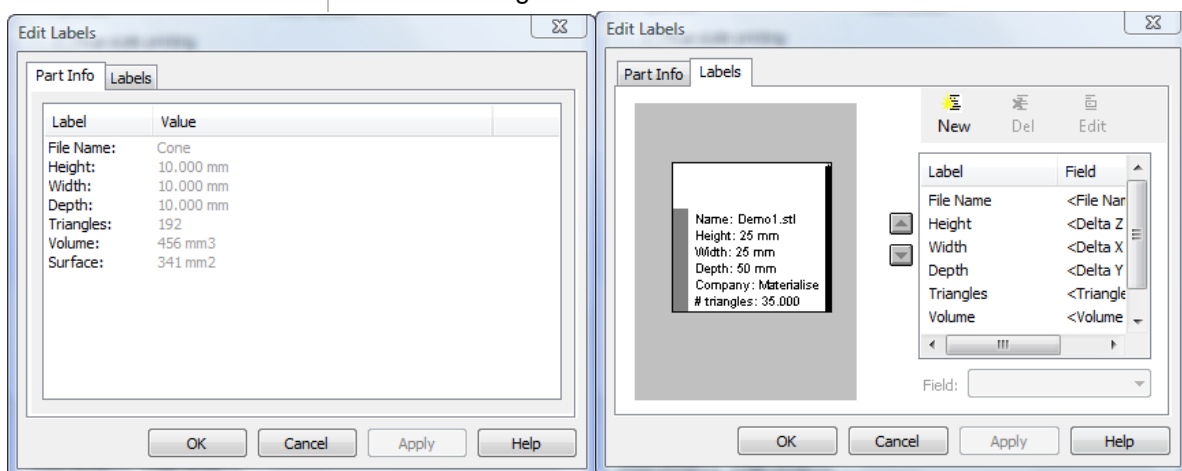 Edit Labels
Part Info Labels
Label Value
File Name: Cone
Height: 10.000 mm
Width: 10.000 mm
Depth: 10.000 mm
Triangles: 192
Volume: 456 mm3
Surface: 341 mm2
OK Cancel Apply Help
Edit Labels
Part Info Labels
New Del Edit
Name: Demo1.stl
Height: 25 mm
Width: 25 mm
Depth: 50 mm
Company: Materialise
# triangles: 35.000
Label Field
File Name <File Nar
Height <Delta Z
Width <Delta X
Depth <Delta Y
Triangles <Triangle
Volume <Volume
Field:
OK Cancel Apply Help